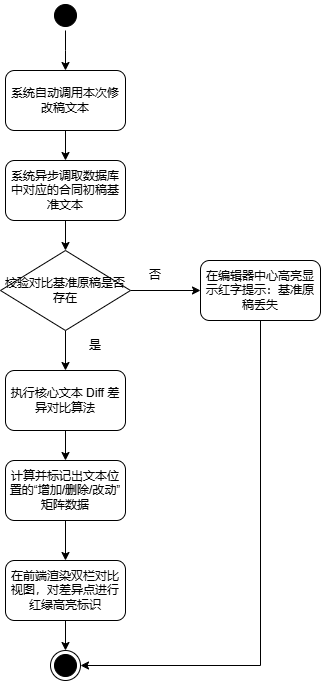 系统自动调用本次修
改稿文本
系统异步调取数据库
中对应的合同初稿基
准文本
校验对比基准原稿是否
存在
否
在编辑器中心高亮显
示红字提示：基准原
稿丢失
是
执行核心文本 Diff 差
异对比算法
计算并标记出文本位
置的“增加/删除/改动”
矩阵数据
在前端渲染双栏对比
视图，对差异点进行
红绿高亮标识